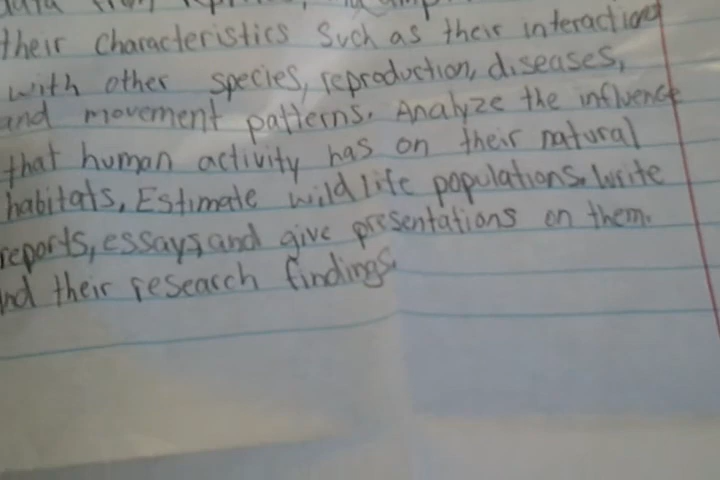 data from
their characteristics such as their interactions
with other species, reproduction, diseases,
and movement patterns. Analyze the influence
that human activity has on their natural
habitats. Estimate wildlife populations. Write
reports, essays, and give presentations on them.
and their research findings.